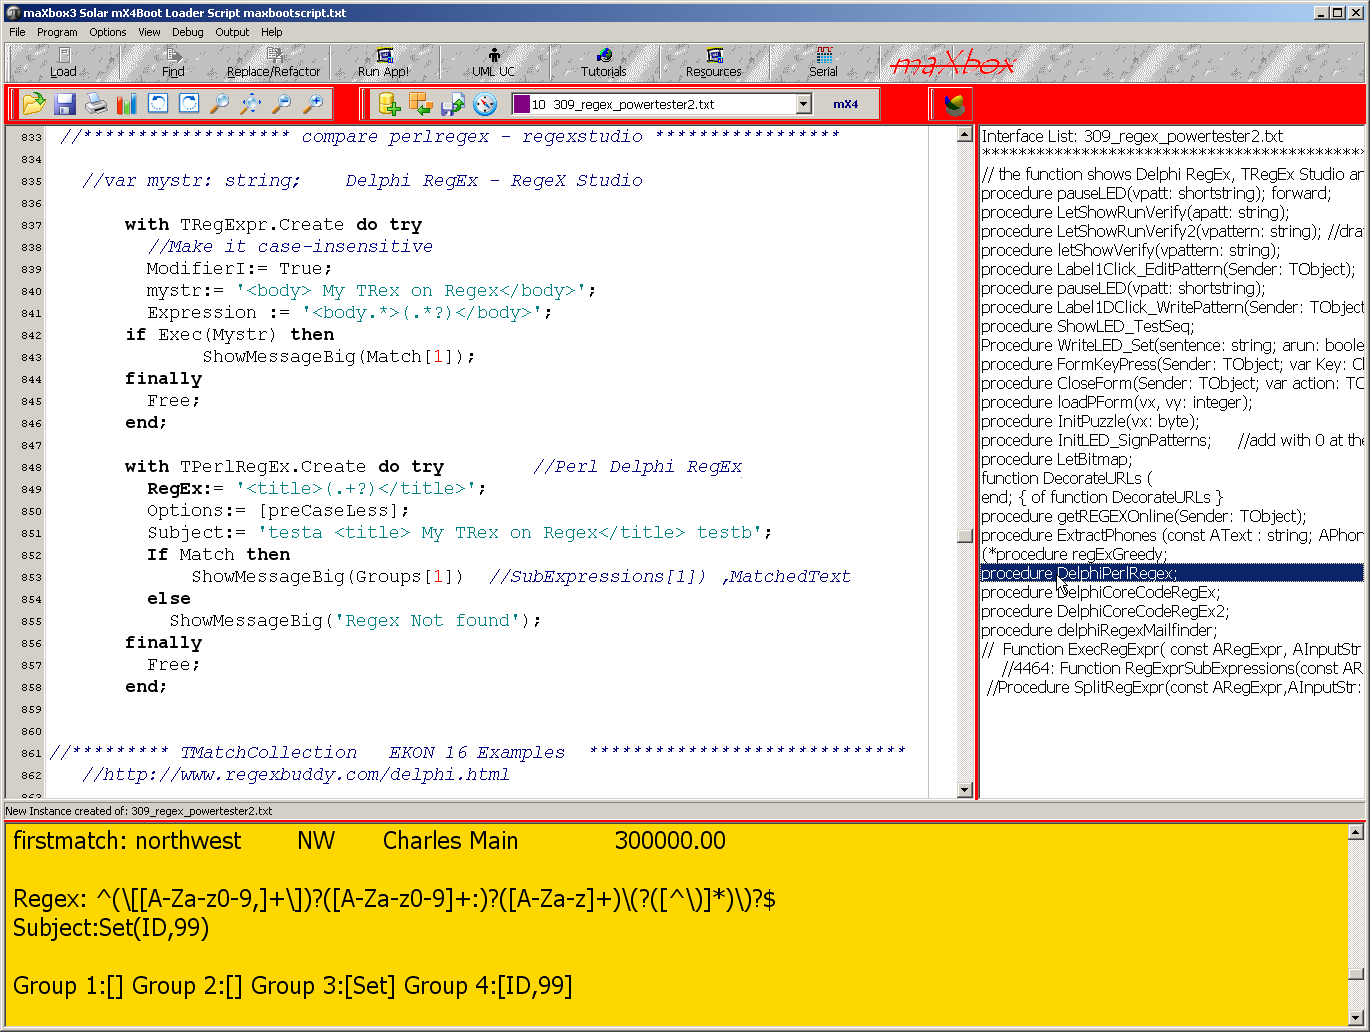 maXbox3 Solar mX4Boot Loader Script maxbootscript.txt
File Program Options View Debug Output Help
Load Find Replace/Refactor Run App! UML UC Tutorials Resources Serial maXbox
10 309_regex_powertester2.txt mX4
833 //******************* compare perlregex - regexstudio *****************
834
835 //var mystr: string;    Delphi RegEx - RegeX Studio
836
837 with TRegExpr.Create do try
838 //Make it case-insensitive
839 ModifierI:= True;
840 mystr:= '<body> My TRex on Regex</body>';
841 Expression := '<body.*>(.*?)</body>';
842 if Exec(Mystr) then
843 ShowMessageBig(Match[1]);
844 finally
845 Free;
846 end;
847
848 with TPerlRegEx.Create do try        //Perl Delphi RegEx
849 RegEx:= '<title>(.+?)</title>';
850 Options:= [preCaseLess];
851 Subject:= 'testa <title> My TRex on Regex</title> testb';
852 If Match then
853 ShowMessageBig(Groups[1])  //SubExpressions[1]) ,MatchedText
854 else
855 ShowMessageBig('Regex Not found');
856 finally
857 Free;
858 end;
859
860
861 //********* TMatchCollection   EKON 16 Examples  *****************************
862 //http://www.regexbuddy.com/delphi.html
Interface List: 309_regex_powertester2.txt
*******************************************
// the function shows Delphi RegEx, TRegEx Studio an
procedure pauseLED(vpatt: shortstring); forward;
procedure LetShowRunVerify(apatt: string);
procedure LetShowRunVerify2(vpattern: string); //dra
procedure letShowVerify(vpattern: string);
procedure Label1Click_EditPattern(Sender: TObject);
procedure pauseLED(vpatt: shortstring);
procedure Label1DClick_WritePattern(Sender: TObject
procedure ShowLED_TestSeq;
Procedure WriteLED_Set(sentence: string; arun: boole
procedure FormKeyPress(Sender: TObject; var Key: C
procedure CloseForm(Sender: TObject; var action: TC
procedure loadPForm(vx, vy: integer);
procedure InitPuzzle(vx: byte);
procedure InitLED_SignPatterns;     //add with 0 at the
procedure LetBitmap;
function DecorateURLs (
end; { of function DecorateURLs }
procedure getREGEXOnline(Sender: TObject);
procedure ExtractPhones (const AText : string; APhon
(*procedure regExGreedy;
procedure DelphiPerlRegex;
procedure DelphiCoreCodeRegEx;
procedure DelphiCoreCodeRegEx2;
procedure delphiRegexMailfinder;
//  Function ExecRegExpr( const ARegExpr, AInputStr
//4464: Function RegExprSubExpressions(const AR
//Procedure SplitRegExpr(const ARegExpr,AInputStr:
New Instance created of: 309_regex_powertester2.txt
firstmatch: northwest       NW      Charles Main            300000.00
Regex: ^(\[[A-Za-z0-9,]+\])?([A-Za-z0-9]+:)?([A-Za-z]+)\(?([^\)]*)\)?$
Subject:Set(ID,99)
Group 1:[] Group 2:[] Group 3:[Set] Group 4:[ID,99]